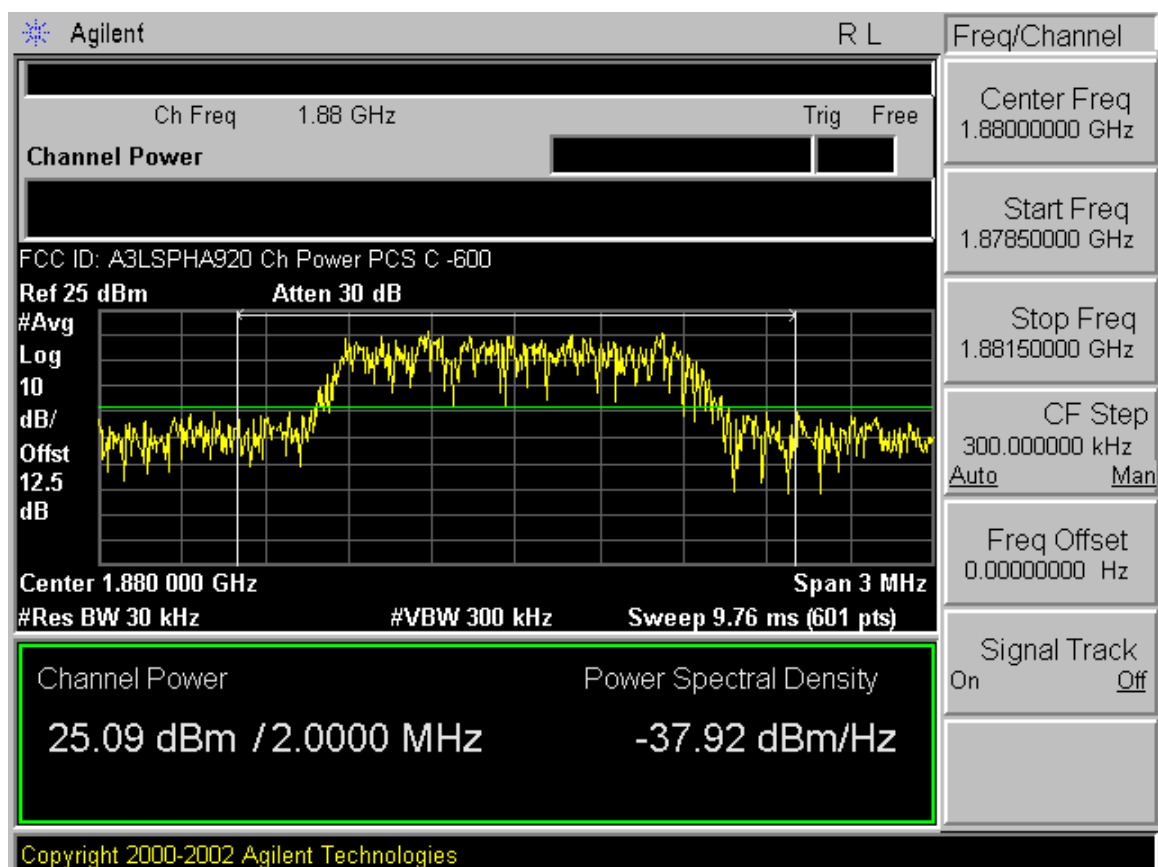 Agilent R L
Freq/Channel
Ch Freq 1.88 GHz Trig Free
Channel Power
FCC ID: A3LSPHA920 Ch Power PCS C -600
Ref 25 dBm Atten 30 dB
#Avg
Log
10
dB/
Offst
12.5
dB
Center 1.880 000 GHz Span 3 MHz
#Res BW 30 kHz #VBW 300 kHz Sweep 9.76 ms (601 pts)
Channel Power Power Spectral Density
25.09 dBm / 2.0000 MHz -37.92 dBm/Hz
Copyright 2000-2002 Agilent Technologies
Center Freq
1.88000000 GHz
Start Freq
1.87850000 GHz
Stop Freq
1.88150000 GHz
CF Step
300.000000 kHz
Auto Man
Freq Offset
0.00000000 Hz
Signal Track
On Off